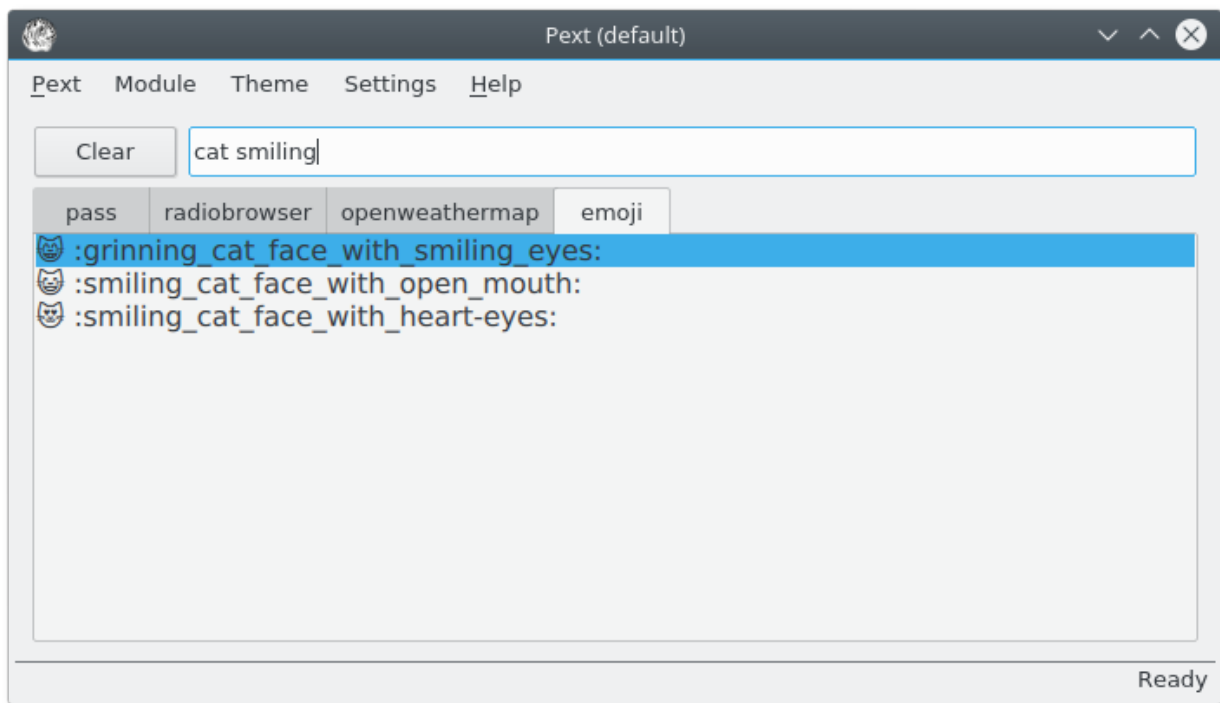 Pext (default)
Pext Module Theme Settings Help
Clear cat smiling
pass radiobrowser openweathermap emoji
😸 :grinning_cat_face_with_smiling_eyes:
😺 :smiling_cat_face_with_open_mouth:
😻 :smiling_cat_face_with_heart-eyes:
Ready